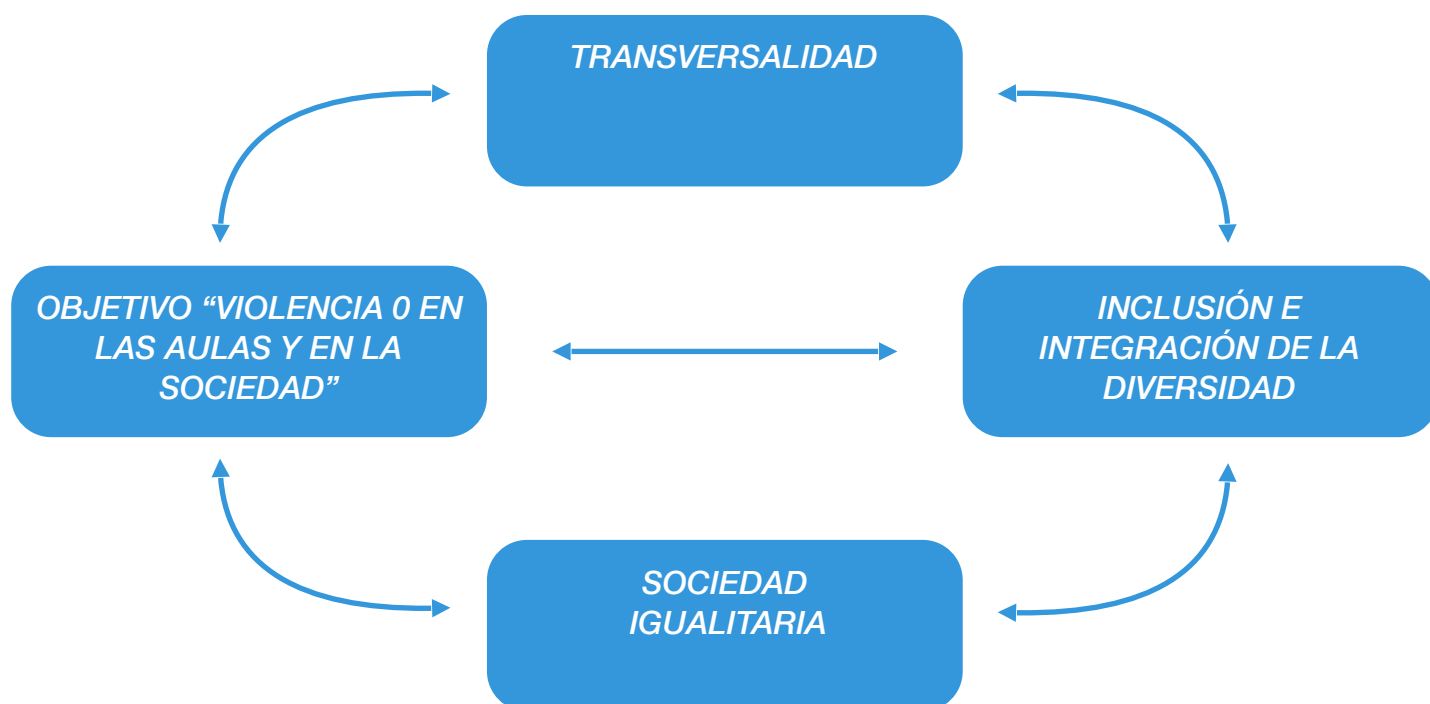 TRANSVERSALIDAD
OBJETIVO “VIOLENCIA 0 EN
LAS AULAS Y EN LA
SOCIEDAD”
INCLUSIÓN E
INTEGRACIÓN DE LA
DIVERSIDAD
SOCIEDAD
IGUALITARIA